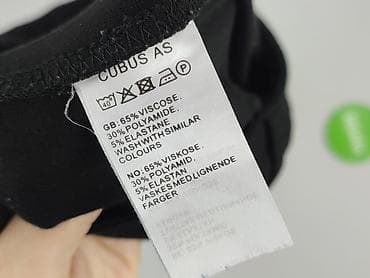 CUBUS AS
40° P
GB: 65% VISCOSE.
30% POLYAMIDE.
5% ELASTANE
WASH WITH SIMILAR
COLOURS
NO: 65% VISKOSE.
30% POLYAMID.
5% ELASTAN
VASKES MED LIGNENDE
FARGER